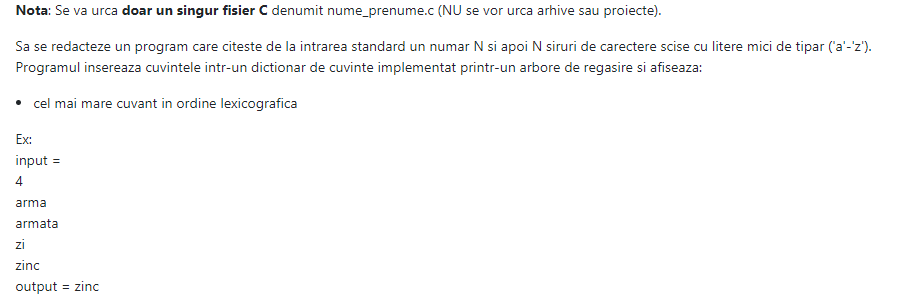 Nota: Se va urca doar un singur fisier C denumit nume_prenume.c (NU se vor urca arhive sau proiecte).
Sa se redacteze un program care citeste de la intrarea standard un numar N si apoi N siruri de carectere scise cu litere mici de tipar ('a'-'z').
Programul insereaza cuvintele intr-un dictionar de cuvinte implementat printr-un arbore de regasire si afiseaza:
• cel mai mare cuvant in ordine lexicografica
Ex:
input =
4
arma
armata
zi
zinc
output = zinc